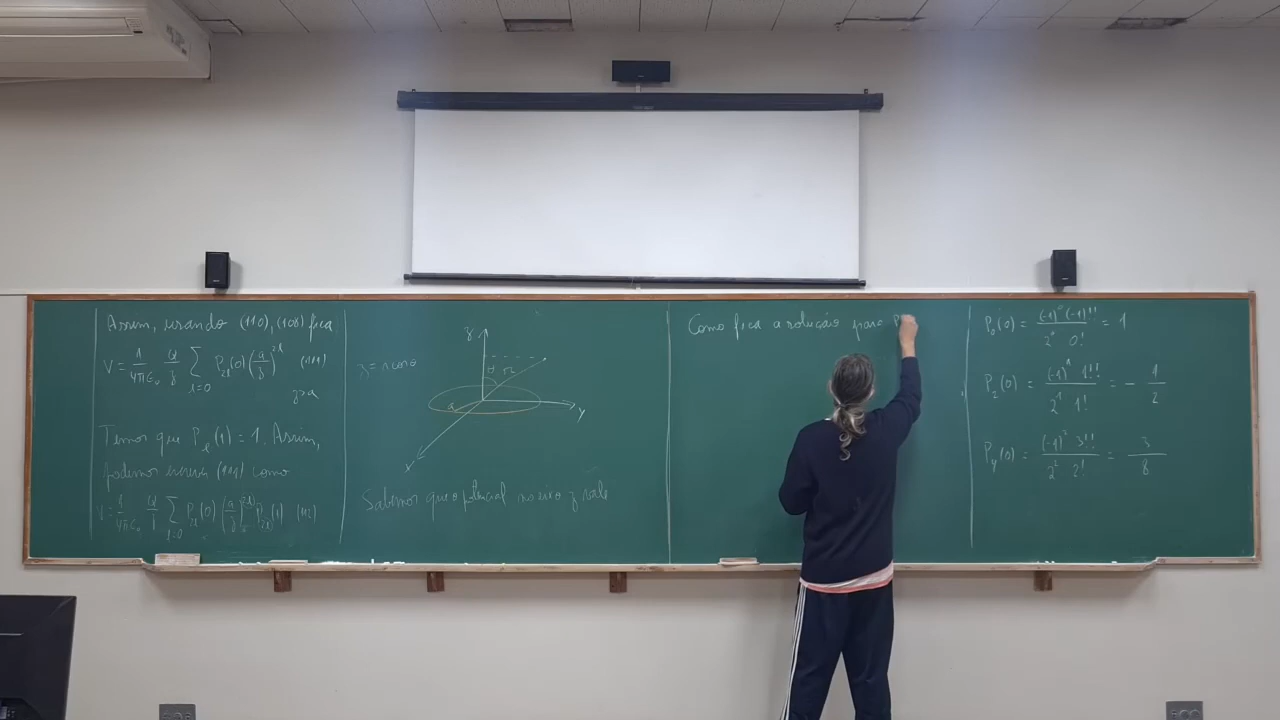 Assim, usando (110), (108) fica
V = 1/4πε₀ Q/z ∑ l=0 P₂ₗ(0) (a/z)^2l (111)
z>a
Temos que Pₗ(1) = 1. Assim,
podemos escrever (111) como
V = 1/4πε₀ Q ∑ l=0 P₂ₗ(0) (a/z)^2l P₂ₗ(1) (112)
z = r cosθ
z
θ r
a
y
x
Sabemos que o potencial no eixo z vale
Como fica a solução para
P₀(0) = (-1)⁰ (-1)!! / 2⁰ 0! = 1
P₂(0) = (-1)¹ 1!! / 2¹ 1! = - 1/2
P₄(0) = (-1)² 3!! / 2² 2! = 3/8